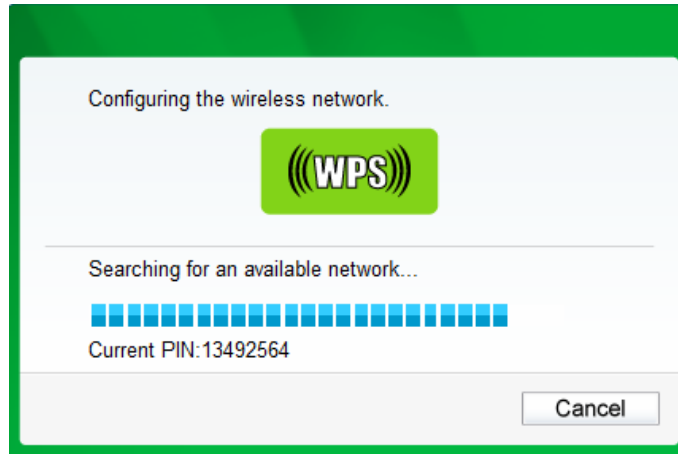 Configuring the wireless network.
(((WPS)))
Searching for an available network...
Current PIN:13492564
Cancel